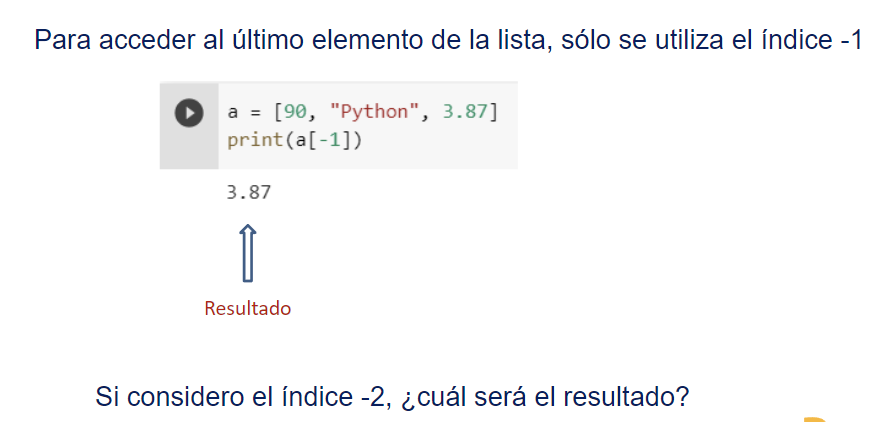 Para acceder al último elemento de la lista, sólo se utiliza el índice -1
a = [90, "Python", 3.87]
print(a[-1])
3.87
Resultado
Si considero el índice -2, ¿cuál será el resultado?